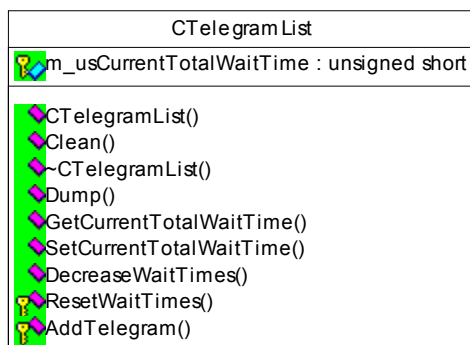 CTelegramList
m_usCurrentTotalWaitTime : unsigned short
CTelegramList()
Clean()
~CTelegramList()
Dump()
GetCurrentTotalWaitTime()
SetCurrentTotalWaitTime()
DecreaseWaitTimes()
ResetWaitTimes()
AddTelegram()